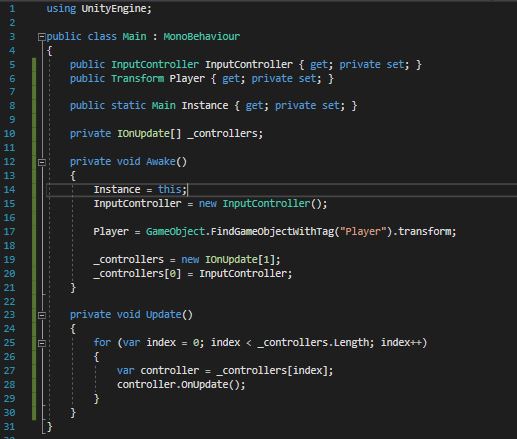 1 using UnityEngine;
2
3 public class Main : MonoBehaviour
4 {
5 public InputController InputController { get; private set; }
6 public Transform Player { get; private set; }
7
8 public static Main Instance { get; private set; }
9
10 private IOnUpdate[] _controllers;
11
12 private void Awake()
13 {
14 Instance = this;
15 InputController = new InputController();
16
17 Player = GameObject.FindGameObjectWithTag("Player").transform;
18
19 _controllers = new IOnUpdate[1];
20 _controllers[0] = InputController;
21 }
22
23 private void Update()
24 {
25 for (var index = 0; index < _controllers.Length; index++)
26 {
27 var controller = _controllers[index];
28 controller.OnUpdate();
29 }
30 }
31 }